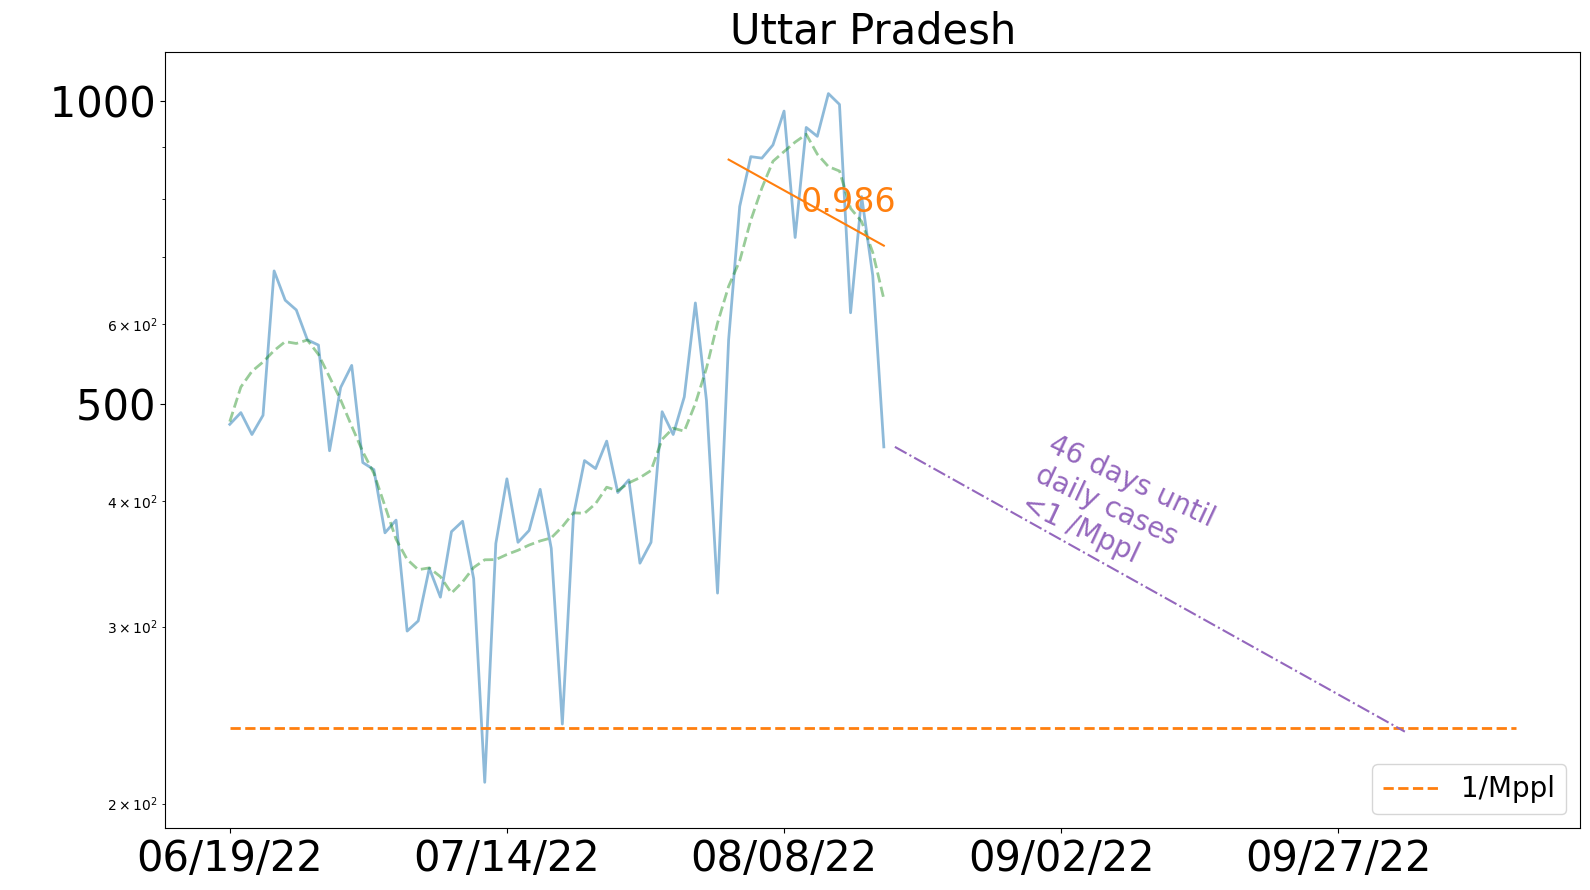 Uttar Pradesh
1000
6 × 10²
500
4 × 10²
3 × 10²
2 × 10²
0.986
46 days until
daily cases
<1 /Mppl
1/Mppl
06/19/22 07/14/22 08/08/22 09/02/22 09/27/22